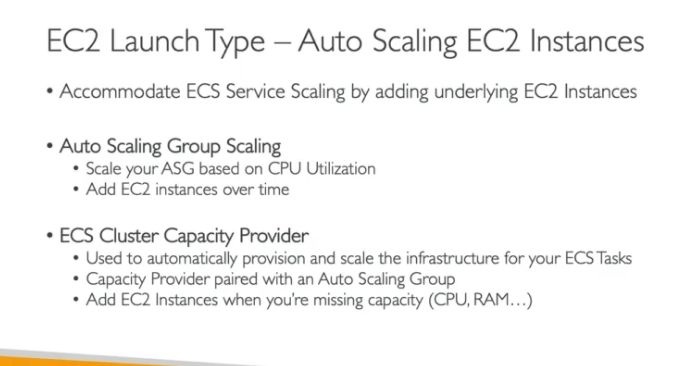 EC2 Launch Type – Auto Scaling EC2 Instances
• Accommodate ECS Service Scaling by adding underlying EC2 Instances
• Auto Scaling Group Scaling
• Scale your ASG based on CPU Utilization
• Add EC2 instances over time
• ECS Cluster Capacity Provider
• Used to automatically provision and scale the infrastructure for your ECS Tasks
• Capacity Provider paired with an Auto Scaling Group
• Add EC2 Instances when you're missing capacity (CPU, RAM…)